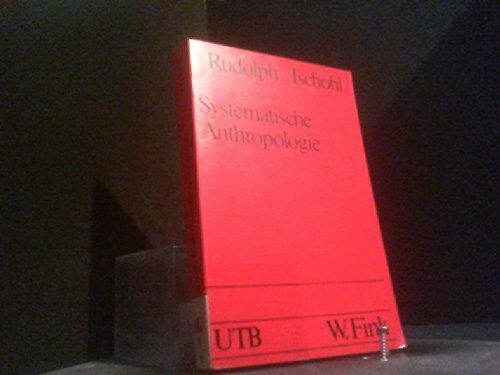 Rudolph Tschohl
Systematische
Anthropologie
UTB W. Fink